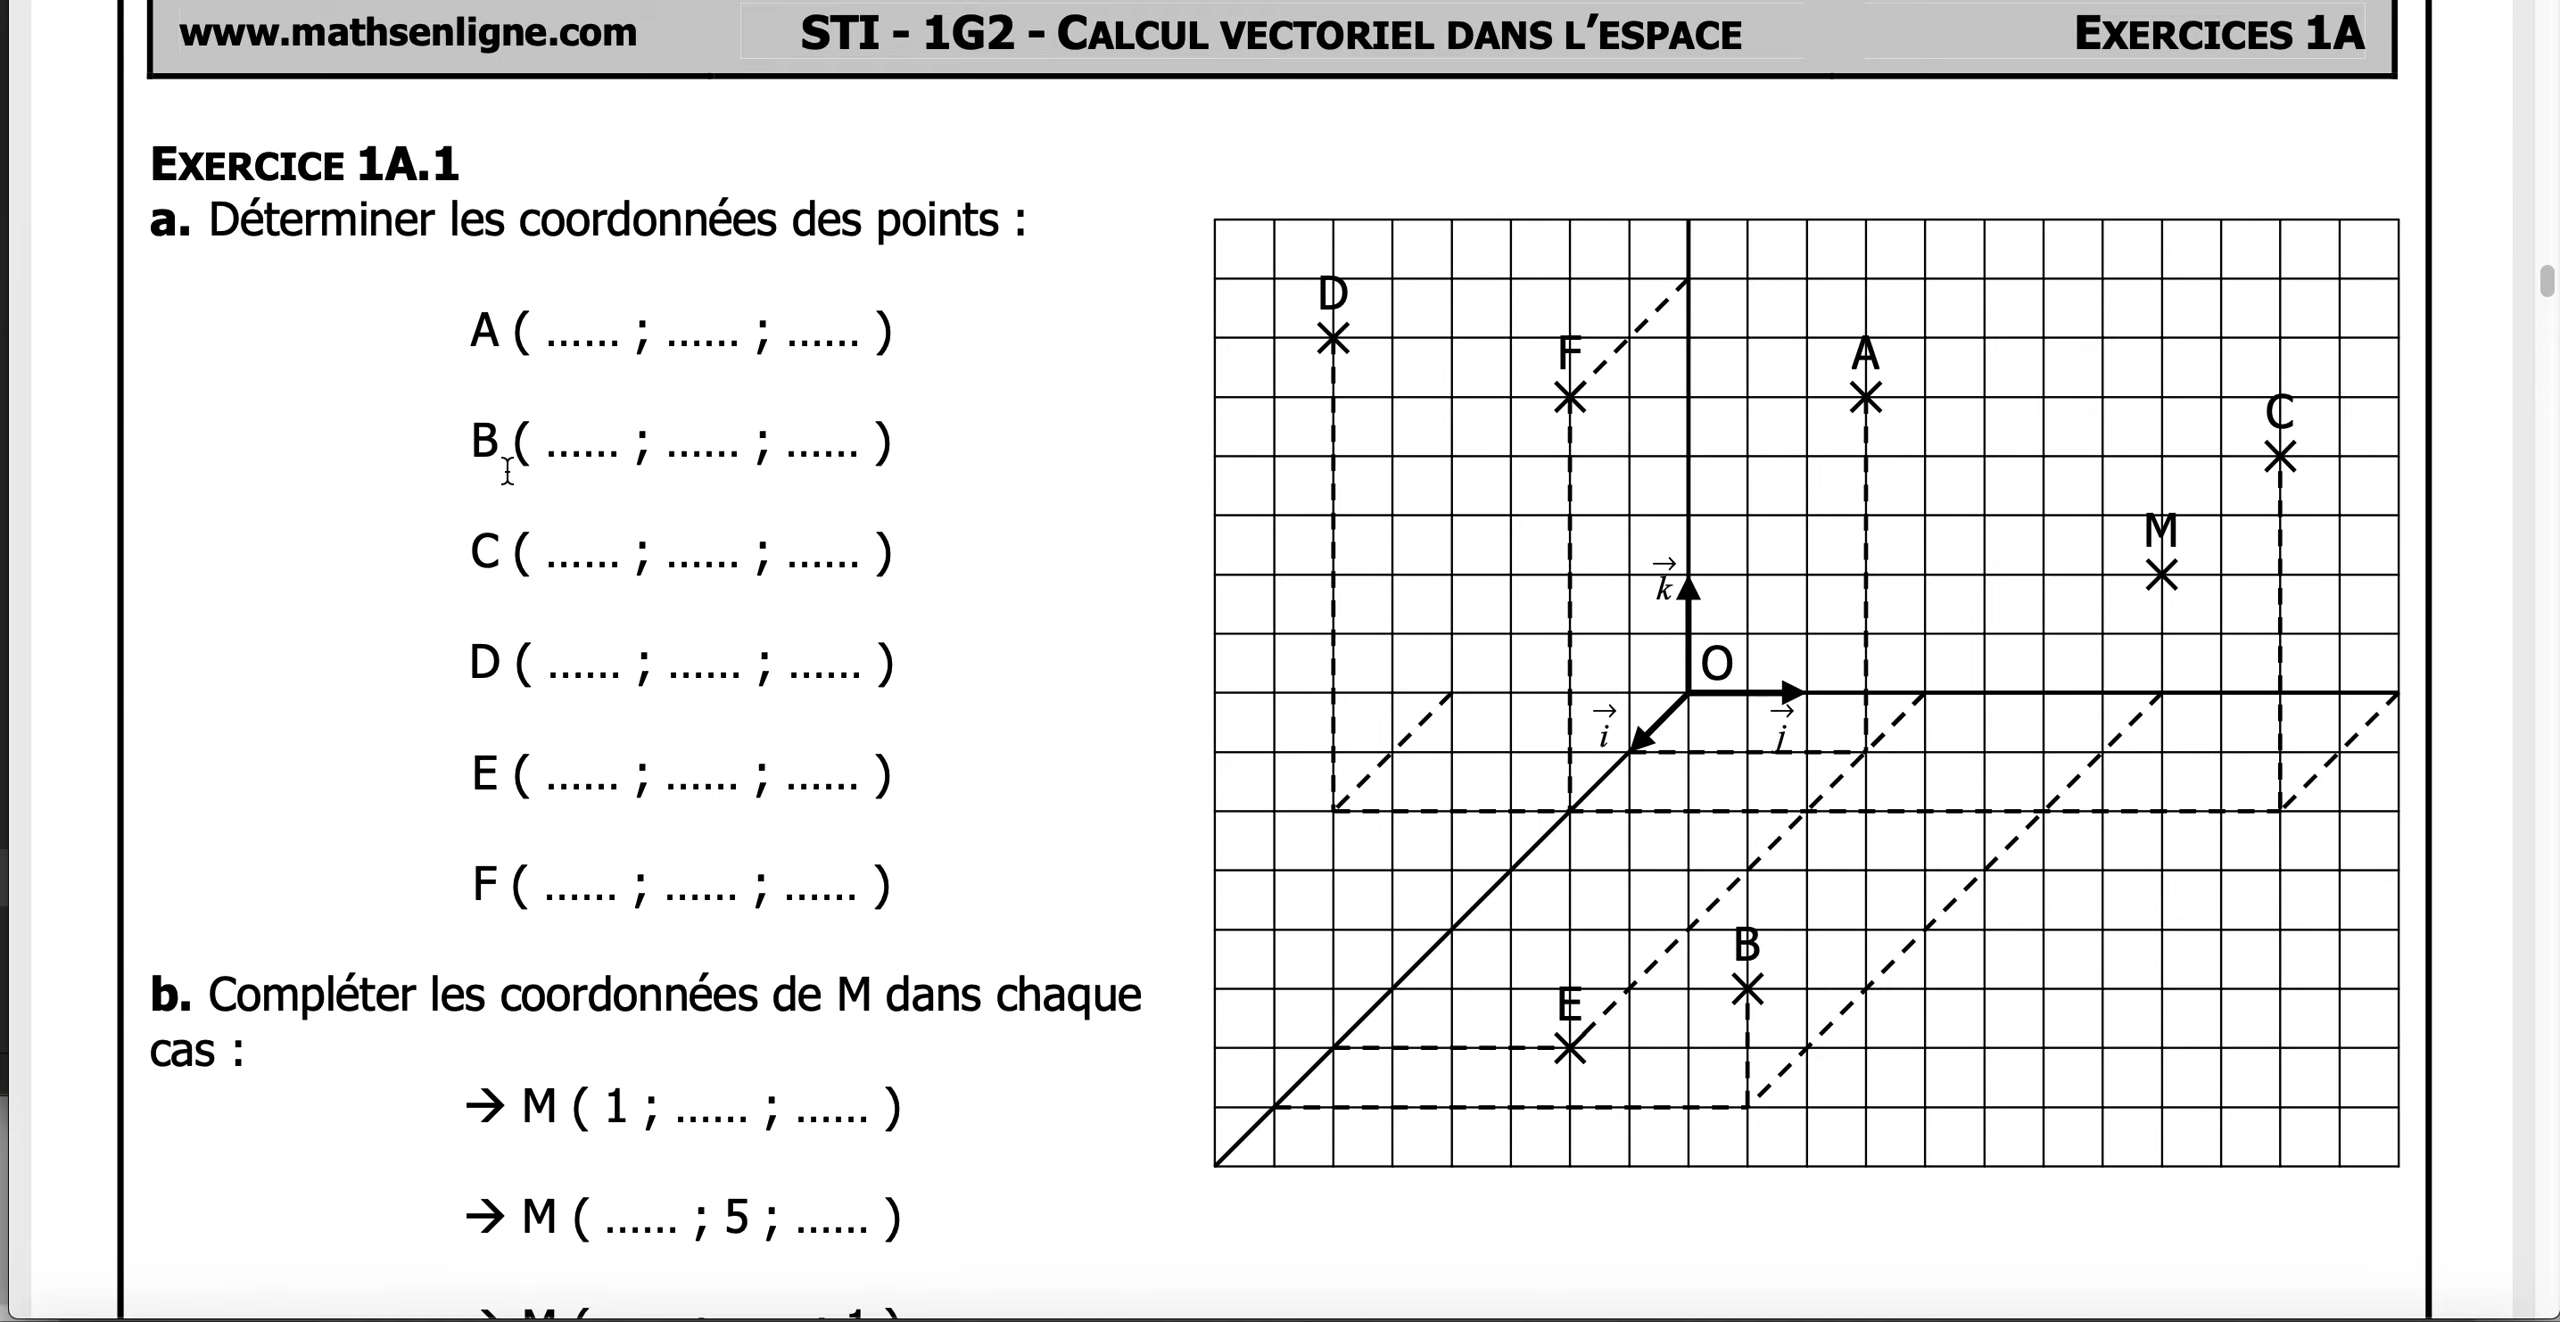 www.mathsenligne.com STI - 1G2 - CALCUL VECTORIEL DANS L’ESPACE EXERCICES 1A
EXERCICE 1A.1
a. Déterminer les coordonnées des points :
A ( ...... ; ...... ; ...... )
B ( ...... ; ...... ; ...... )
C ( ...... ; ...... ; ...... )
D ( ...... ; ...... ; ...... )
E ( ...... ; ...... ; ...... )
F ( ...... ; ...... ; ...... )
b. Compléter les coordonnées de M dans chaque
cas :
→ M ( 1 ; ...... ; ...... )
→ M ( ...... ; 5 ; ...... )
D
F
A
C
M
k
O
i
j
B
E